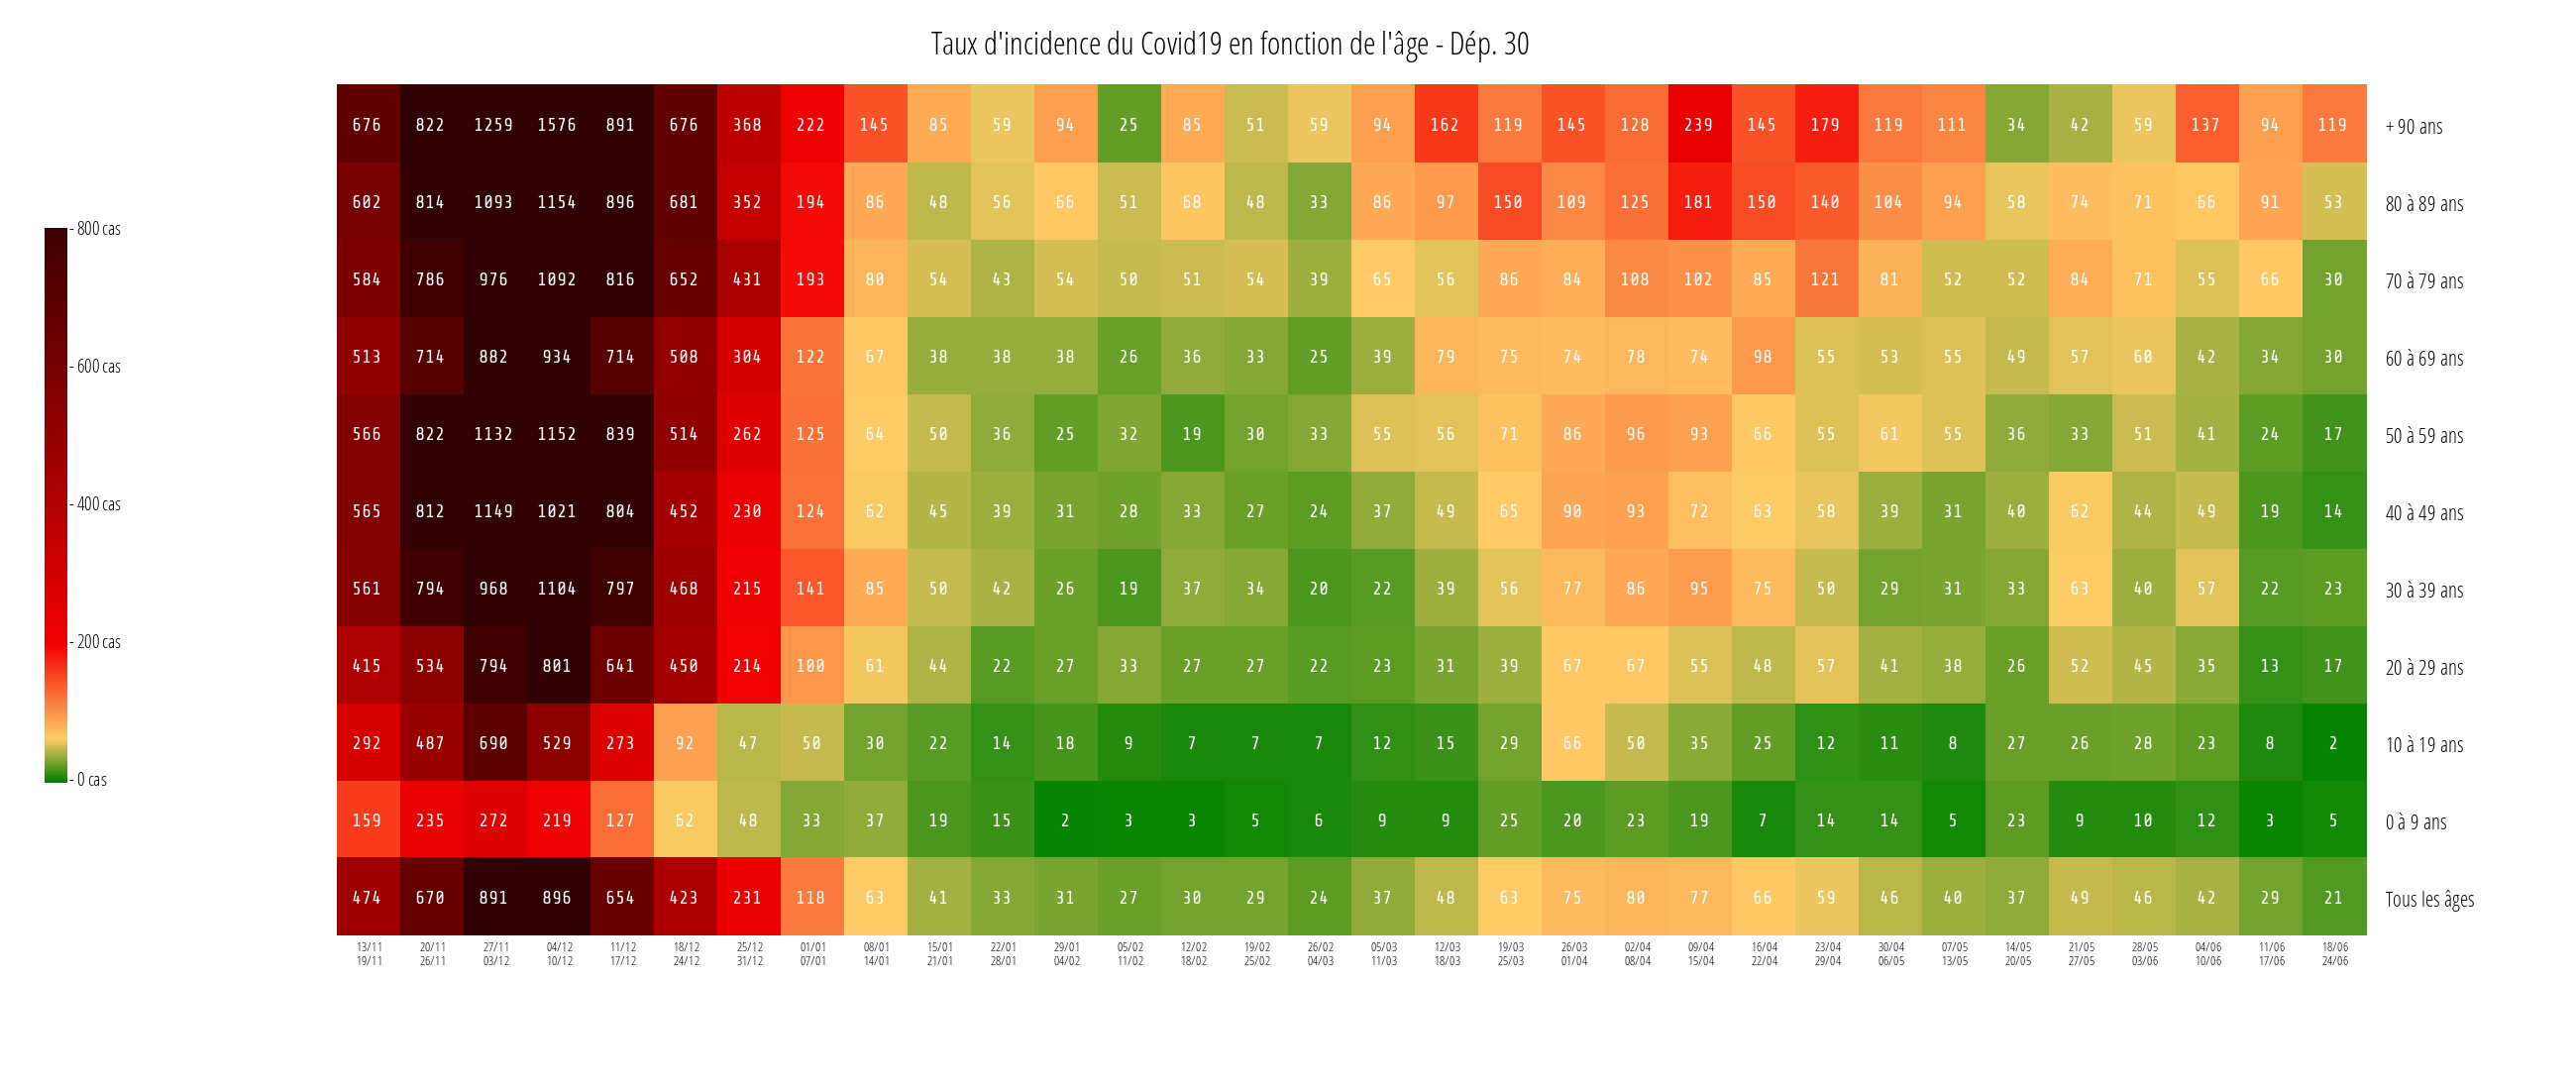 Taux d'incidence du Covid19 en fonction de l'âge - Dép. 30
- 800 cas
- 600 cas
- 400 cas
- 200 cas
- 0 cas
676 822 1259 1576 891 676 368 222 145 85 59 94 25 85 51 59 94 162 119 145 128 239 145 179 119 111 34 42 59 137 94 119 + 90 ans
602 814 1093 1154 896 681 352 194 86 48 56 66 51 68 48 33 86 97 150 109 125 181 150 140 104 94 58 74 71 66 91 53 80 à 89 ans
584 786 976 1092 816 652 431 193 80 54 43 54 50 51 54 39 65 56 86 84 108 102 85 121 81 52 52 84 71 55 66 30 70 à 79 ans
513 714 882 934 714 508 304 122 67 38 38 38 26 36 33 25 39 79 75 74 78 74 98 55 53 55 49 57 60 42 34 30 60 à 69 ans
566 822 1132 1152 839 514 262 125 64 50 36 25 32 19 30 33 55 56 71 86 96 93 66 55 61 55 36 33 51 41 24 17 50 à 59 ans
565 812 1149 1021 804 452 230 124 62 45 39 31 28 33 27 24 37 49 65 90 93 72 63 58 39 31 40 62 44 49 19 14 40 à 49 ans
561 794 968 1104 797 468 215 141 85 50 42 26 19 37 34 20 22 39 56 77 86 95 75 50 29 31 33 63 40 57 22 23 30 à 39 ans
415 534 794 801 641 450 214 100 61 44 22 27 33 27 27 22 23 31 39 67 67 55 48 57 41 38 26 52 45 35 13 17 20 à 29 ans
292 487 690 529 273 92 47 50 30 22 14 18 9 7 7 7 12 15 29 66 50 35 25 12 11 8 27 26 28 23 8 2 10 à 19 ans
159 235 272 219 127 62 48 33 37 19 15 2 3 3 5 6 9 9 25 20 23 19 7 14 14 5 23 9 10 12 3 5 0 à 9 ans
474 670 891 896 654 423 231 118 63 41 33 31 27 30 29 24 37 48 63 75 80 77 66 59 46 40 37 49 46 42 29 21 Tous les âges
13/11 20/11 27/11 04/12 11/12 18/12 25/12 01/01 08/01 15/01 22/01 29/01 05/02 12/02 19/02 26/02 05/03 12/03 19/03 26/03 02/04 09/04 16/04 23/04 30/04 07/05 14/05 21/05 28/05 04/06 11/06 18/06
19/11 26/11 03/12 10/12 17/12 24/12 31/12 07/01 14/01 21/01 28/01 04/02 11/02 18/02 25/02 04/03 11/03 18/03 25/03 01/04 08/04 15/04 22/04 29/04 06/05 13/05 20/05 27/05 03/06 10/06 17/06 24/06